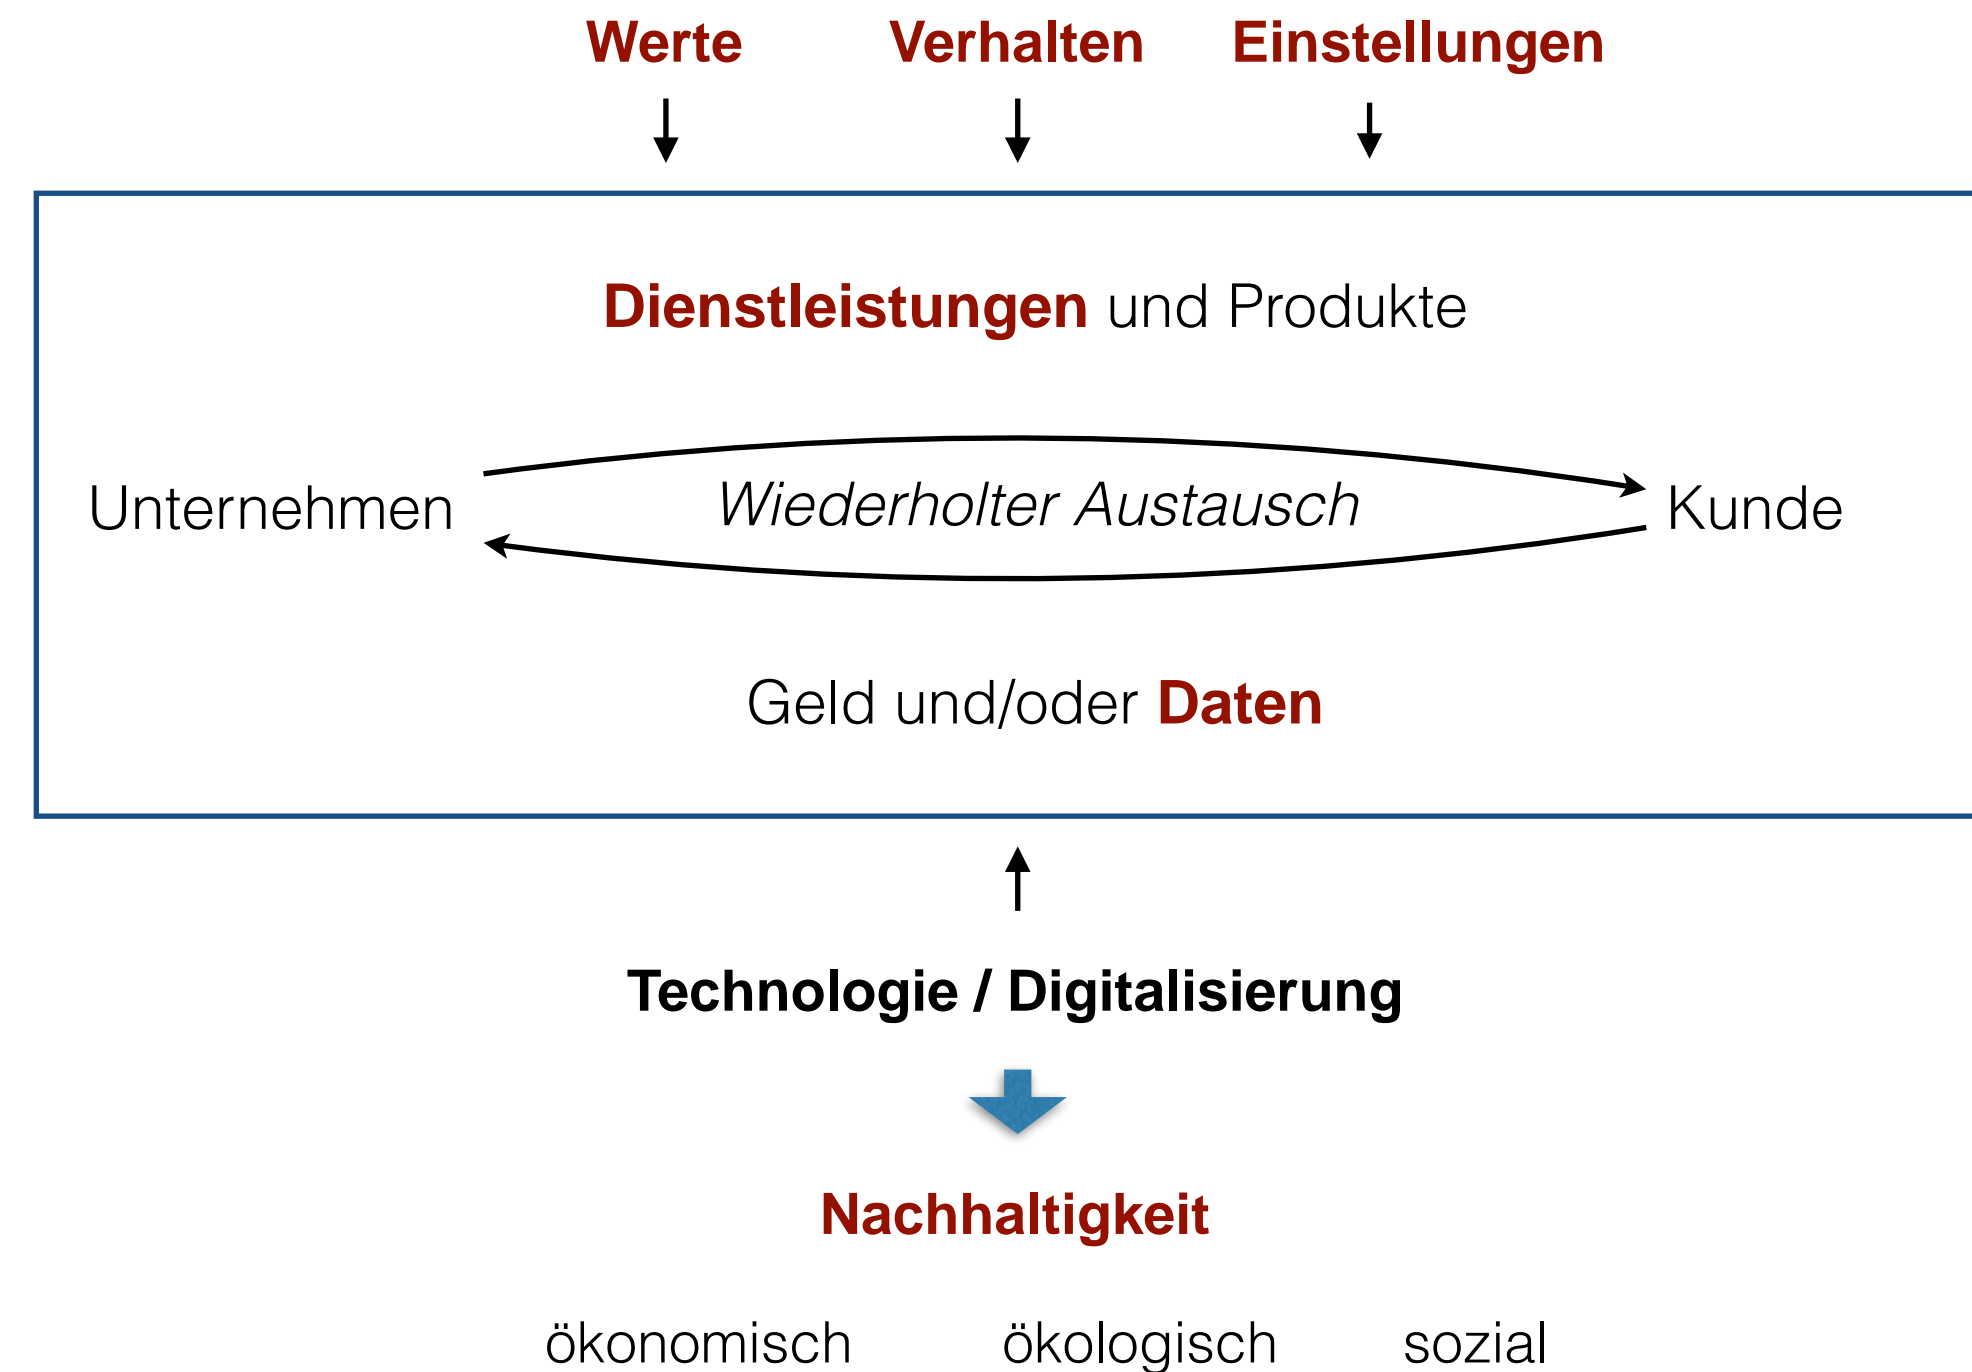 Werte Verhalten Einstellungen
Dienstleistungen und Produkte
Unternehmen Wiederholter Austausch Kunde
Geld und/oder Daten
Technologie / Digitalisierung
Nachhaltigkeit
ökonomisch ökologisch sozial